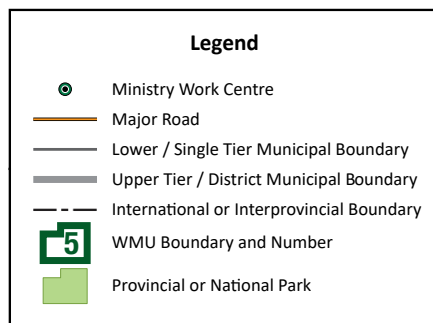 Legend
Ministry Work Centre
Major Road
Lower / Single Tier Municipal Boundary
Upper Tier / District Municipal Boundary
International or Interprovincial Boundary
5 WMU Boundary and Number
Provincial or National Park